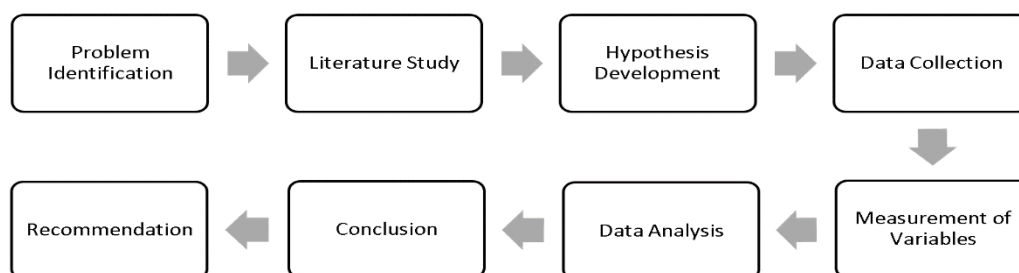 Problem
Identification
Literature Study
Hypothesis
Development
Data Collection
Measurement of
Variables
Data Analysis
Conclusion
Recommendation